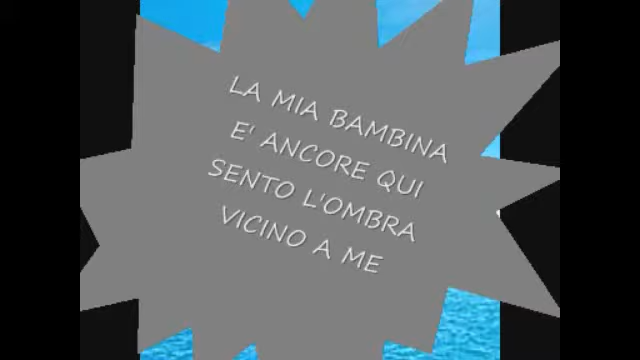 LA MIA BAMBINA
E' ANCORE QUI
SENTO L'OMBRA
VICINO A ME